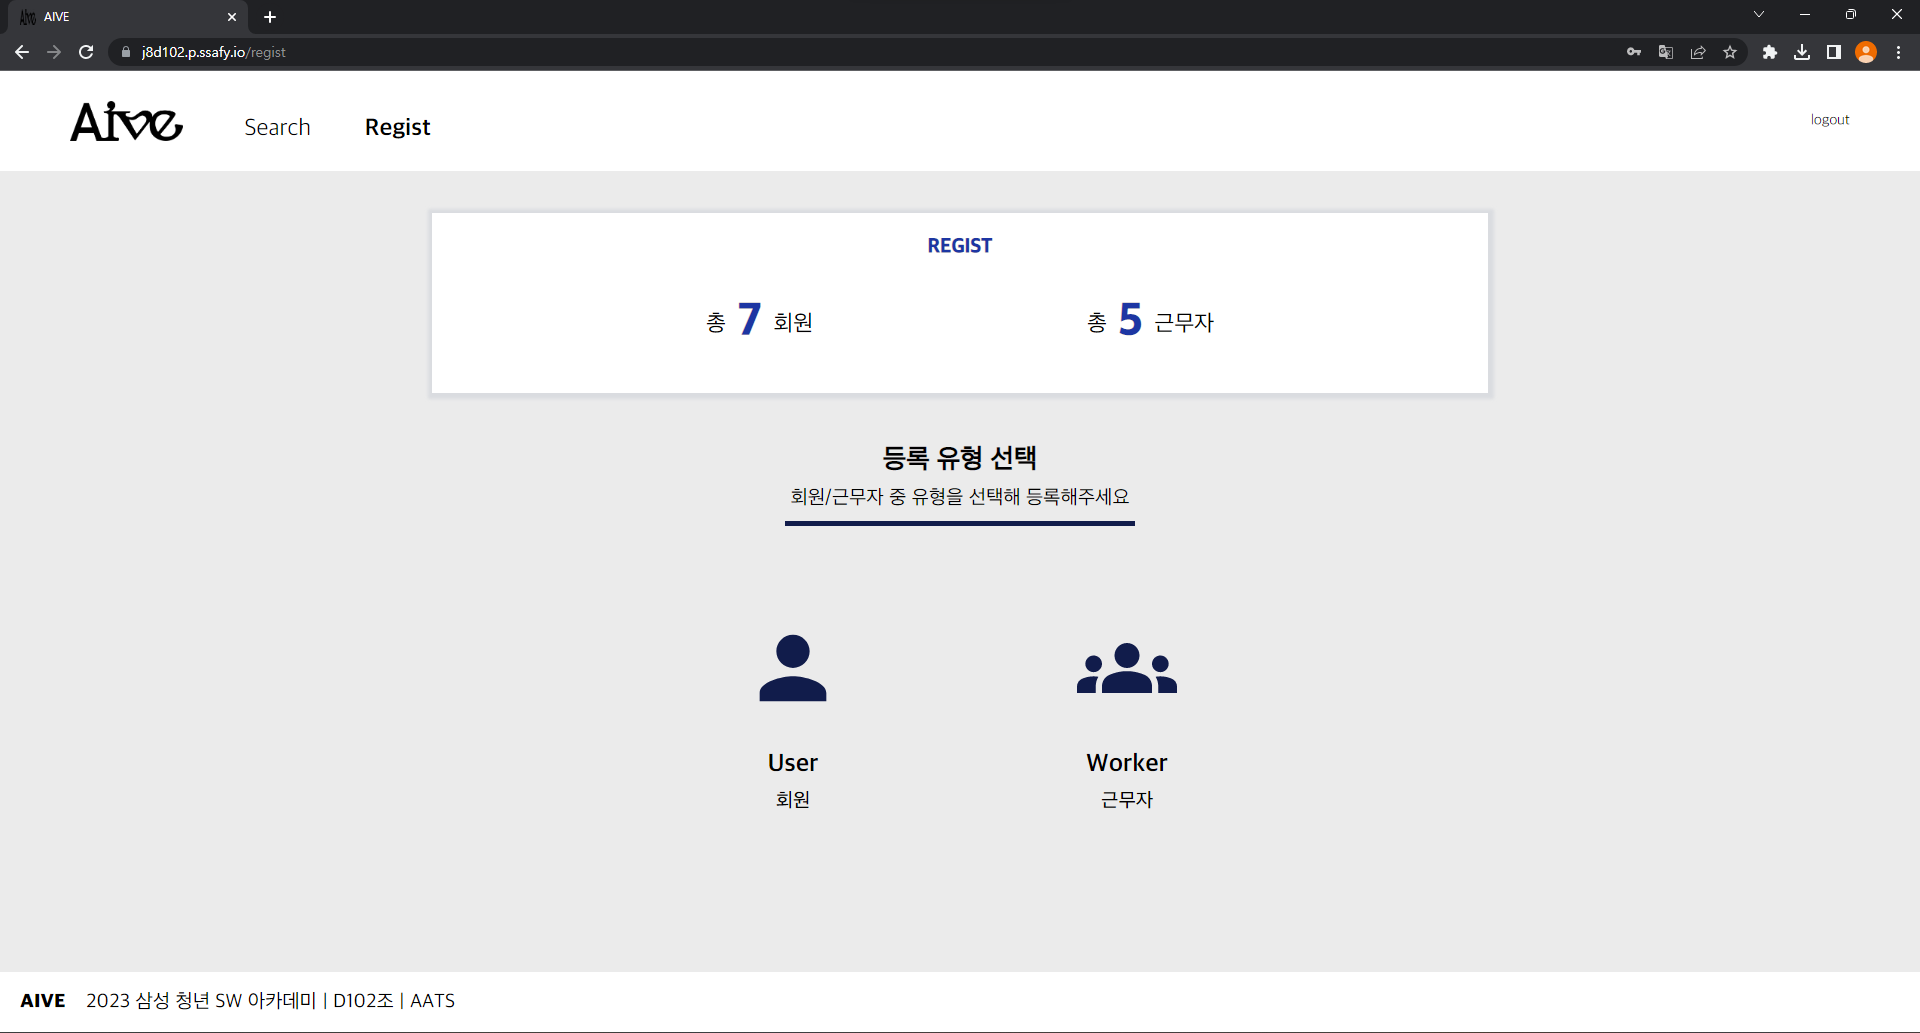 AIVE
j8d102.p.ssafy.io/regist
Aive
Search
Regist
logout
REGIST
총 7 회원
총 5 근무자
등록 유형 선택
회원/근무자 중 유형을 선택해 등록해주세요
User
Worker
회원
근무자
AIVE 2023 삼성 청년 SW 아카데미 | D102조 | AATS